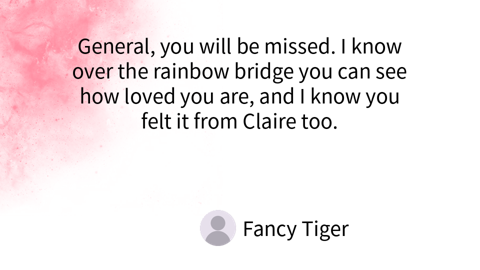 General, you will be missed. I know
over the rainbow bridge you can see
how loved you are, and I know you
felt it from Claire too.
Fancy Tiger